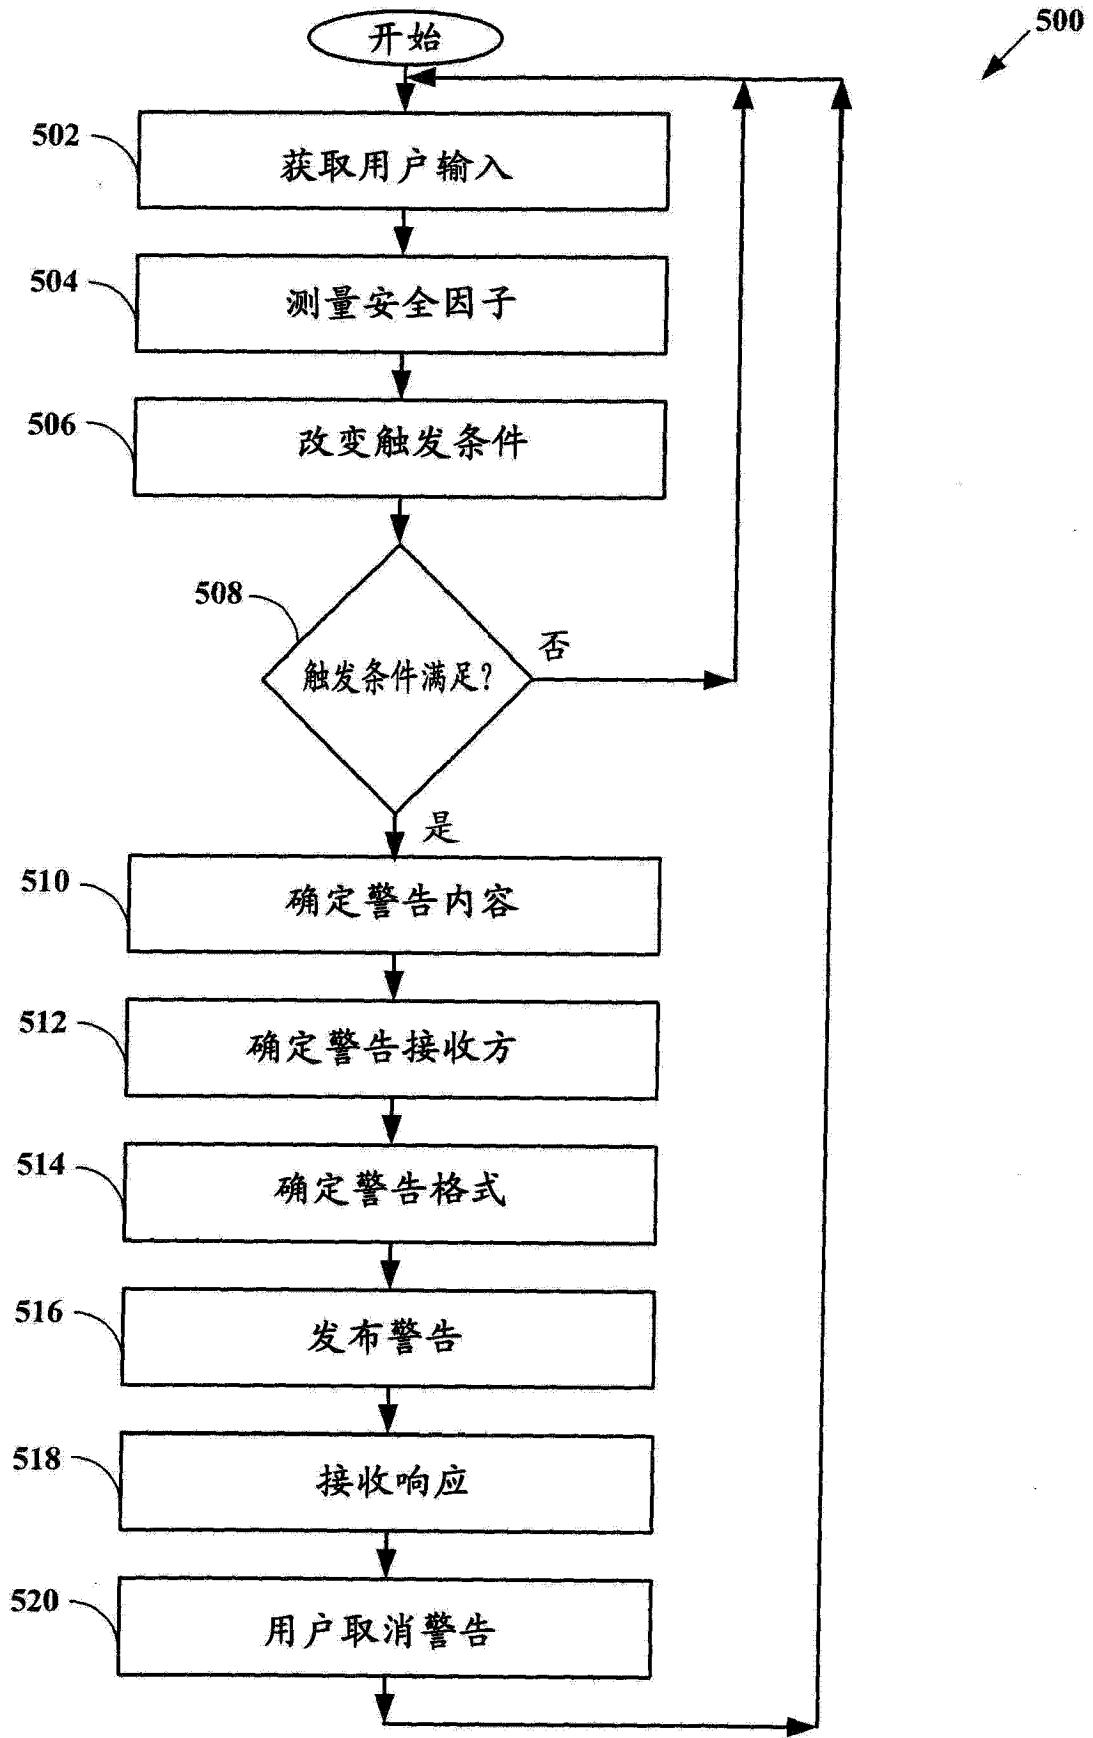 500
开始
502
获取用户输入
504
测量安全因子
506
改变触发条件
508
触发条件满足?
否
是
510
确定警告内容
512
确定警告接收方
514
确定警告格式
516
发布警告
518
接收响应
520
用户取消警告